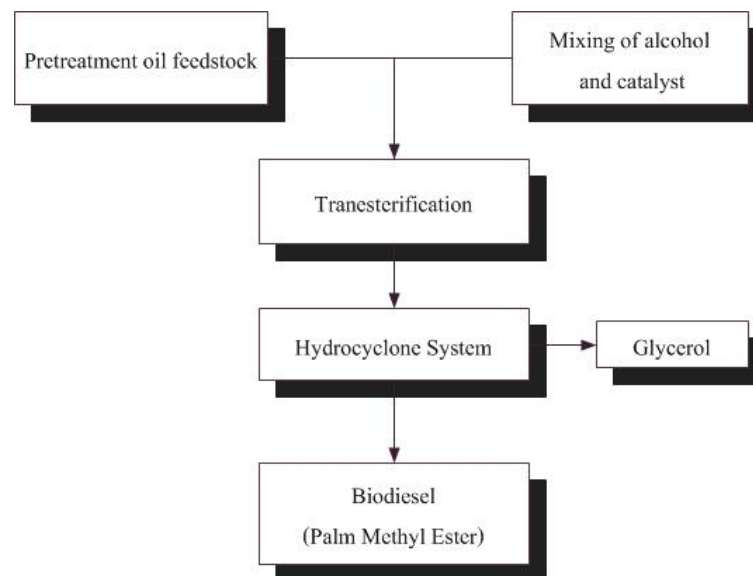 Pretreatment oil feedstock
Mixing of alcohol
and catalyst
Tranesterification
Hydrocyclone System
Glycerol
Biodiesel
(Palm Methyl Ester)